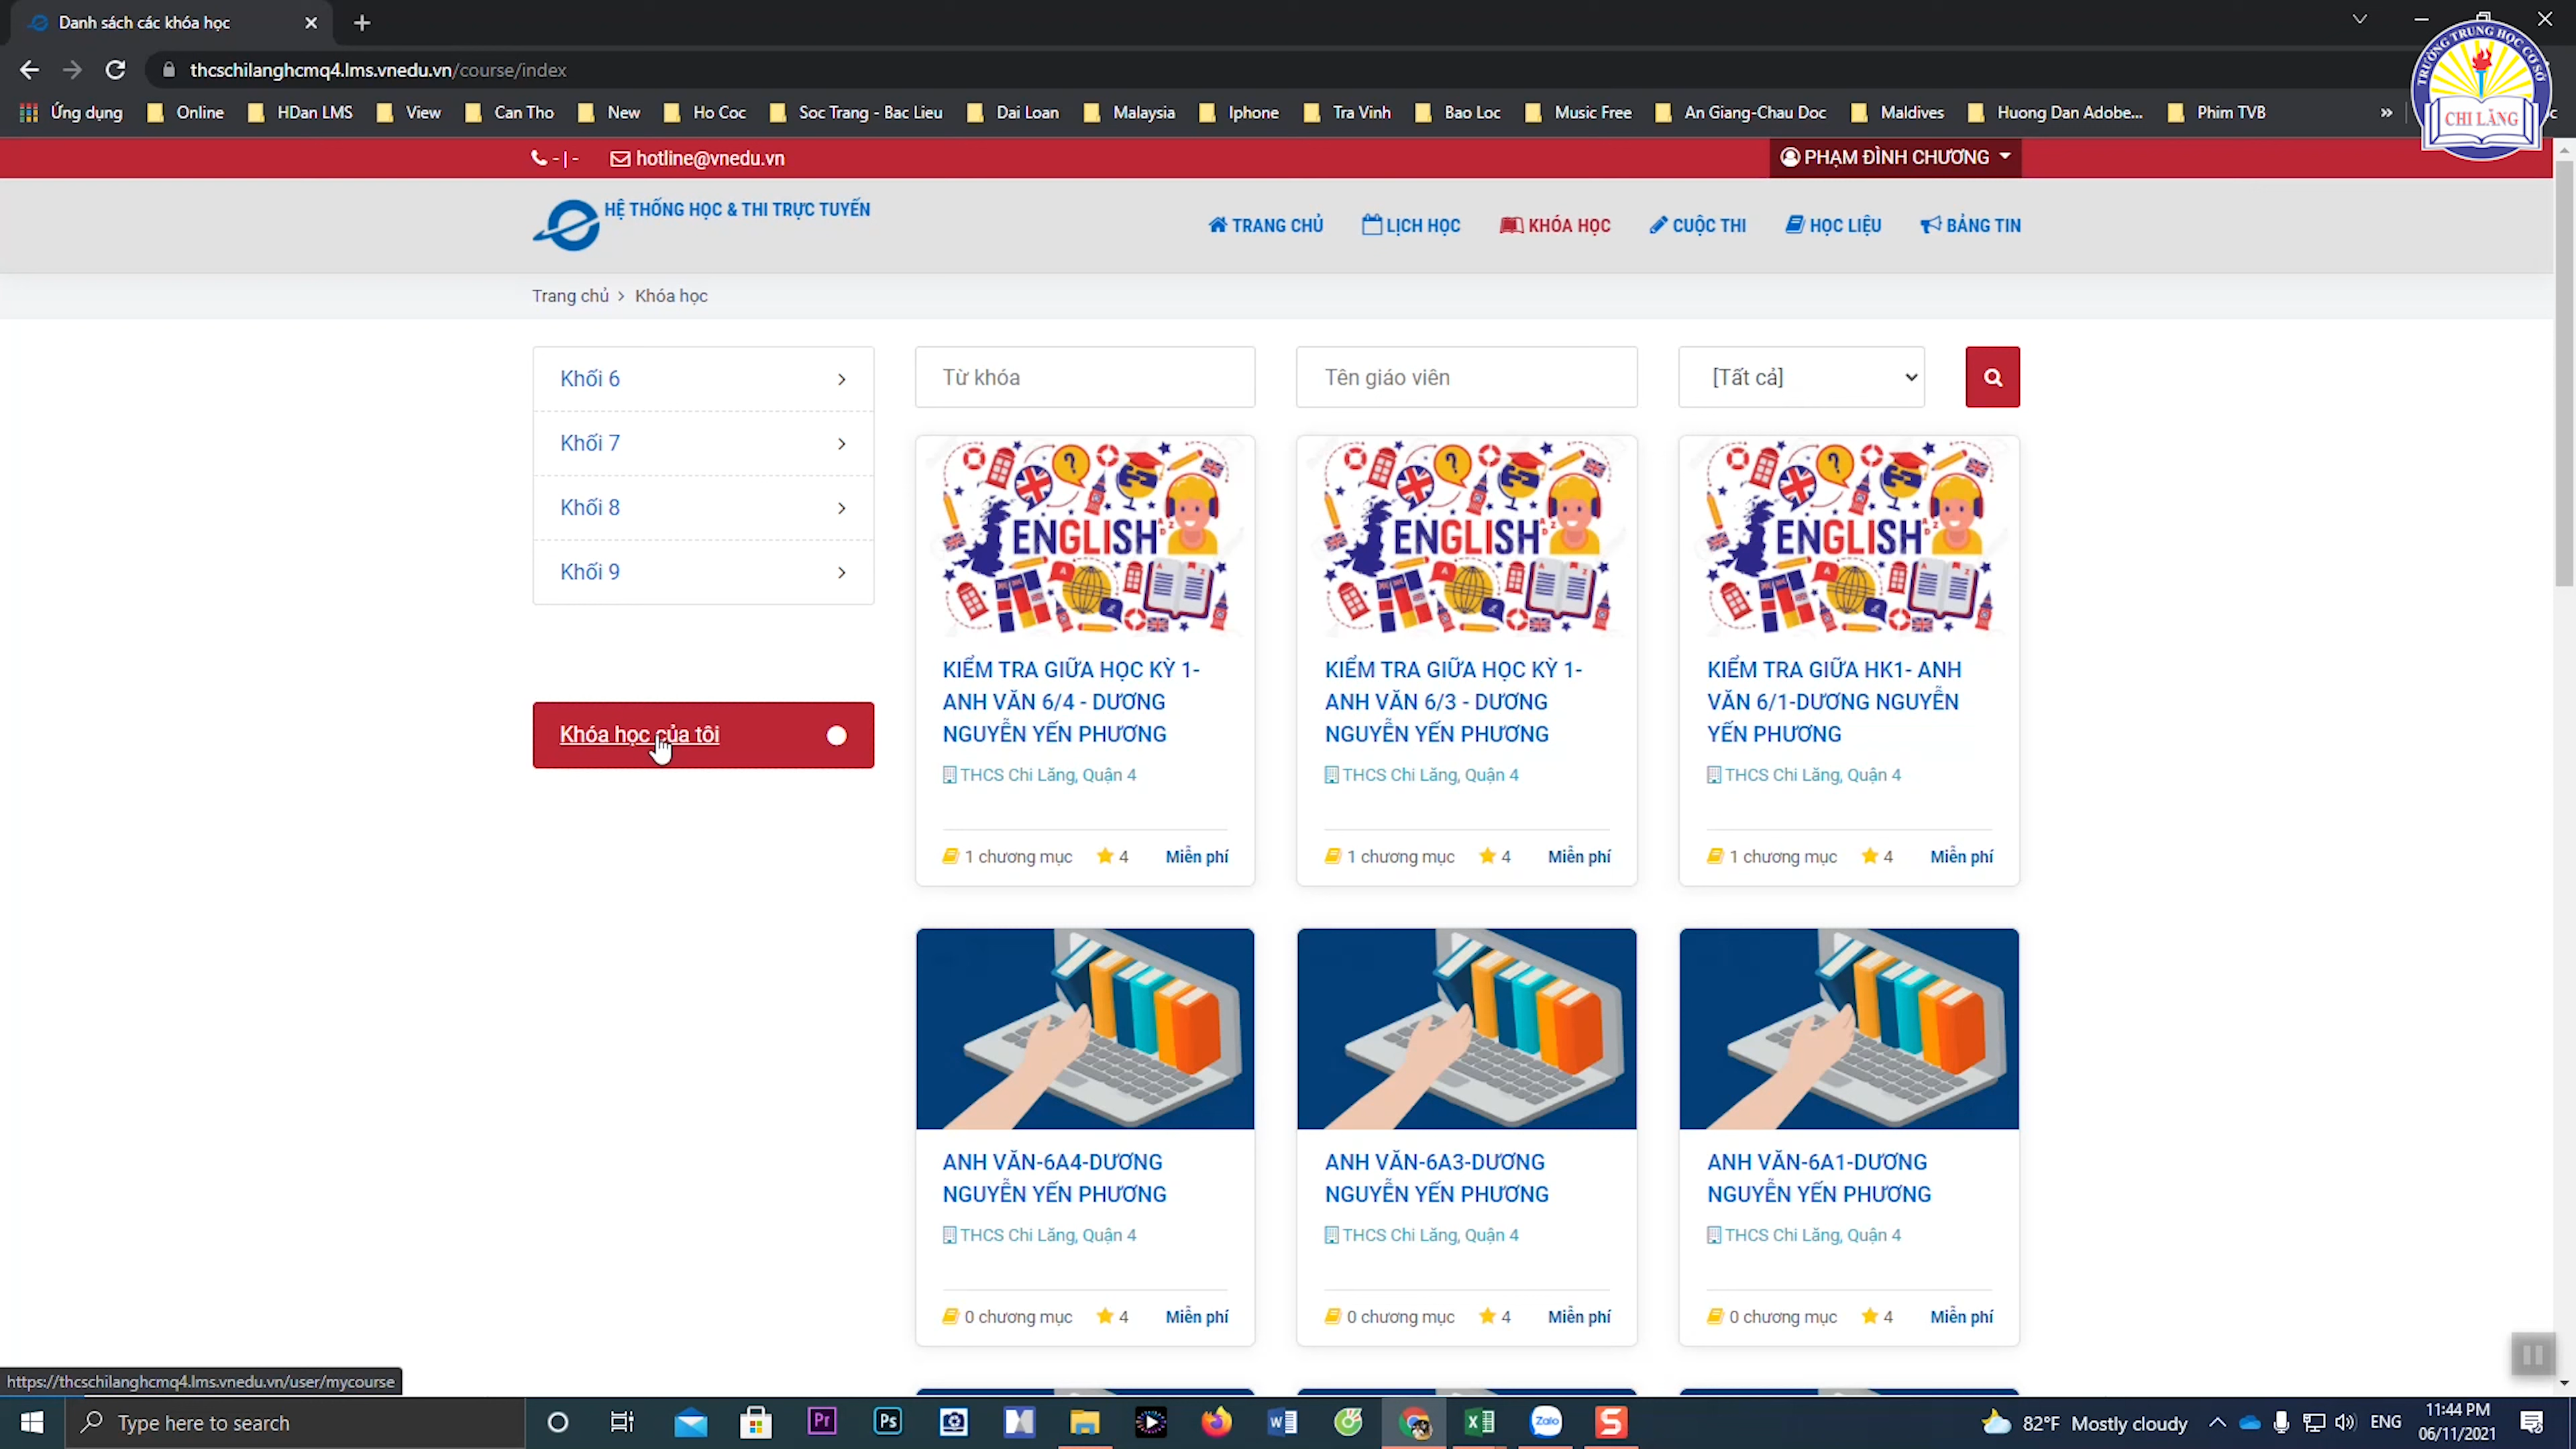 Danh sách các khóa học
thcschilanghcmq4.lms.vnedu.vn/course/index
TRƯỜNG TRUNG HỌC CƠ SỞ
CHI LĂNG
Ứng dụng Online HDan LMS View Can Tho New Ho Coc Soc Trang - Bac Lieu Dai Loan Malaysia Iphone Tra Vinh Bao Loc Music Free An Giang-Chau Doc Maldives Huong Dan Adobe... Phim TVB »
- | - hotline@vnedu.vn PHẠM ĐÌNH CHƯƠNG
HỆ THỐNG HỌC & THI TRỰC TUYẾN
TRANG CHỦ LỊCH HỌC KHÓA HỌC CUỘC THI HỌC LIỆU BẢNG TIN
Trang chủ > Khóa học
Khối 6
Khối 7
Khối 8
Khối 9
Khóa học của tôi
Từ khóa Tên giáo viên [Tất cả]
ENGLISH
KIỂM TRA GIỮA HỌC KỲ 1-
ANH VĂN 6/4 - DƯƠNG
NGUYỄN YẾN PHƯƠNG
THCS Chi Lăng, Quận 4
1 chương mục 4 Miễn phí
ENGLISH
KIỂM TRA GIỮA HỌC KỲ 1-
ANH VĂN 6/3 - DƯƠNG
NGUYỄN YẾN PHƯƠNG
THCS Chi Lăng, Quận 4
1 chương mục 4 Miễn phí
ENGLISH
KIỂM TRA GIỮA HK1- ANH
VĂN 6/1-DƯƠNG NGUYỄN
YẾN PHƯƠNG
THCS Chi Lăng, Quận 4
1 chương mục 4 Miễn phí
ANH VĂN-6A4-DƯƠNG
NGUYỄN YẾN PHƯƠNG
THCS Chi Lăng, Quận 4
0 chương mục 4 Miễn phí
ANH VĂN-6A3-DƯƠNG
NGUYỄN YẾN PHƯƠNG
THCS Chi Lăng, Quận 4
0 chương mục 4 Miễn phí
ANH VĂN-6A1-DƯƠNG
NGUYỄN YẾN PHƯƠNG
THCS Chi Lăng, Quận 4
0 chương mục 4 Miễn phí
https://thcschilanghcmq4.lms.vnedu.vn/user/mycourse
Type here to search
Pr
Ps
Zalo
82°F Mostly cloudy
ENG
11:44 PM
06/11/2021